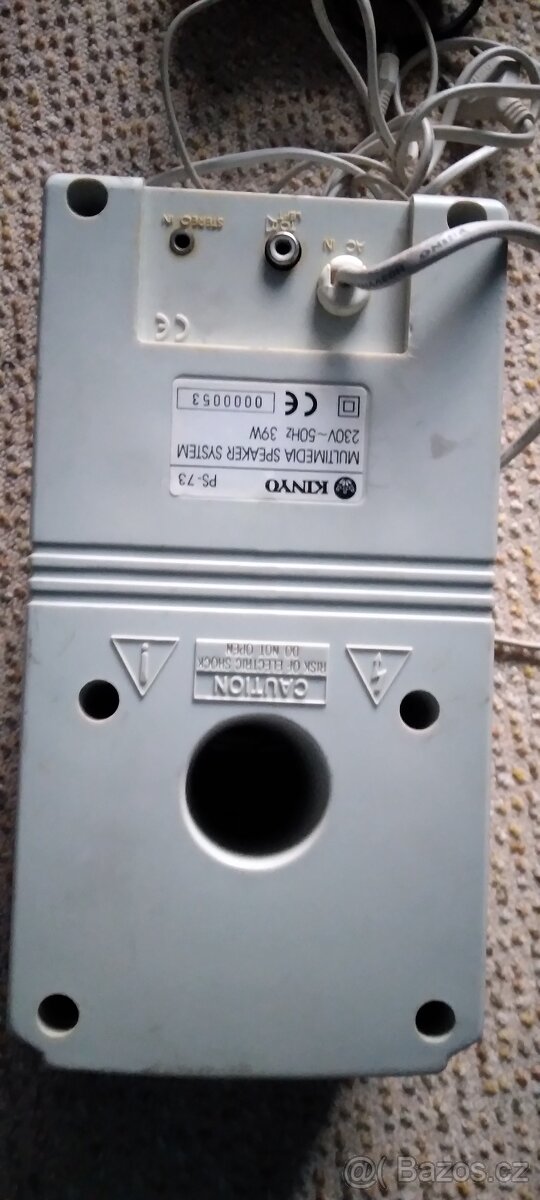 KINYO PS-73
MULTIMEDIA SPEAKER SYSTEM
230V~50Hz 39W
CE 0000053
CAUTION
RISK OF ELECTRIC SHOCK
DO NOT OPEN
AC IN
STEREO IN
CE
Bazoš.cz